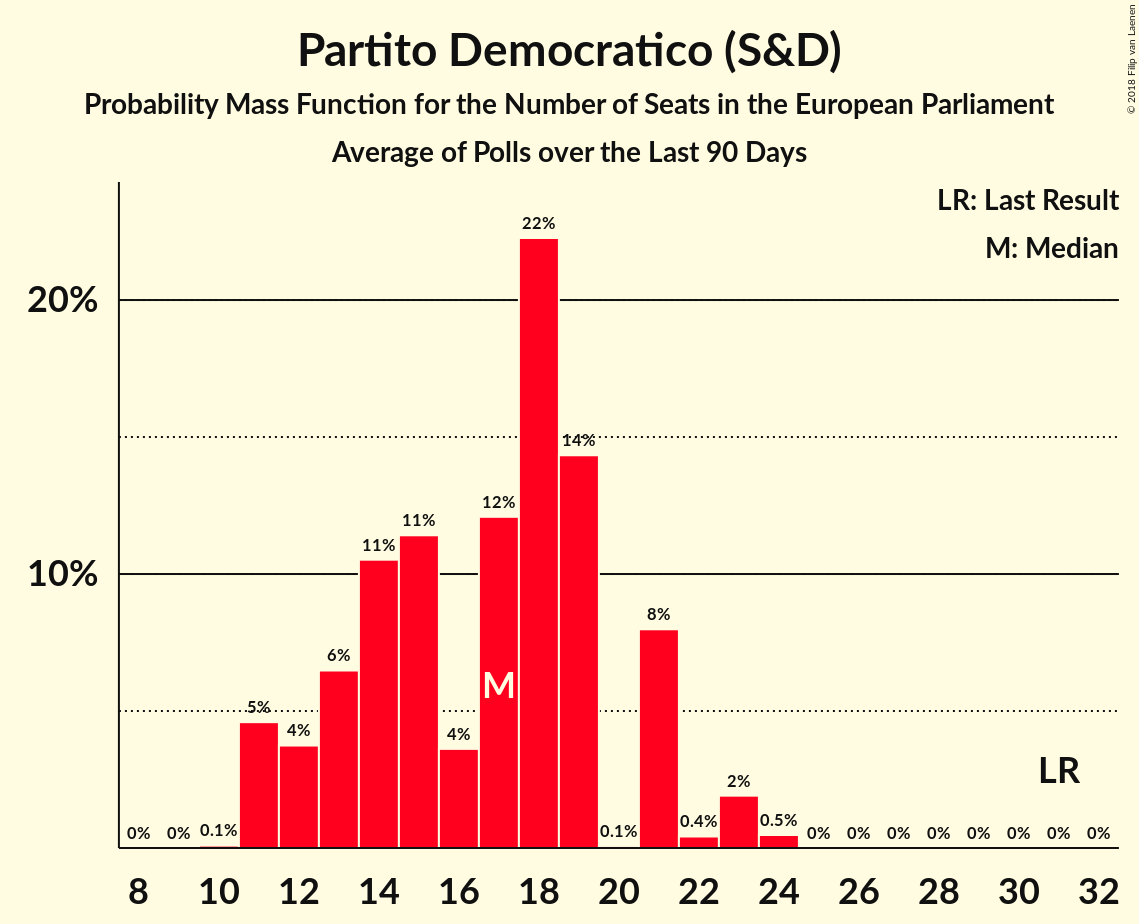 Partito Democratico (S&D)
Probability Mass Function for the Number of Seats in the European Parliament
Average of Polls over the Last 90 Days
© 2018 Filip van Laenen
LR: Last Result
M: Median
20%
10%
0% 0% 0.1% 5% 4% 6% 11% 11% 4% 12% 22% 14% 0.1% 8% 0.4% 2% 0.5% 0% 0% 0% 0% 0% 0% 0% 0%
M
LR
8 10 12 14 16 18 20 22 24 26 28 30 32